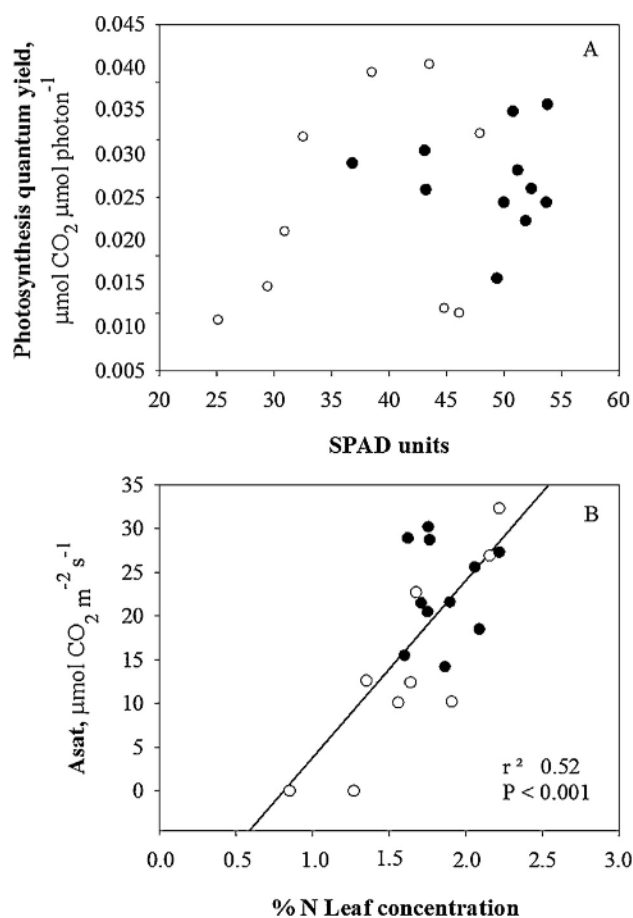 Photosynthesis quantum yield,
µmol CO2 µmol photon-1
A
0.045
0.040
0.035
0.030
0.025
0.020
0.015
0.010
0.005
20 25 30 35 40 45 50 55 60
SPAD units
Asat, µmol CO2 m-2 s-1
B
35
30
25
20
15
10
0
r ² 0.52
P < 0.001
0.0 0.5 1.0 1.5 2.0 2.5 3.0
% N Leaf concentration